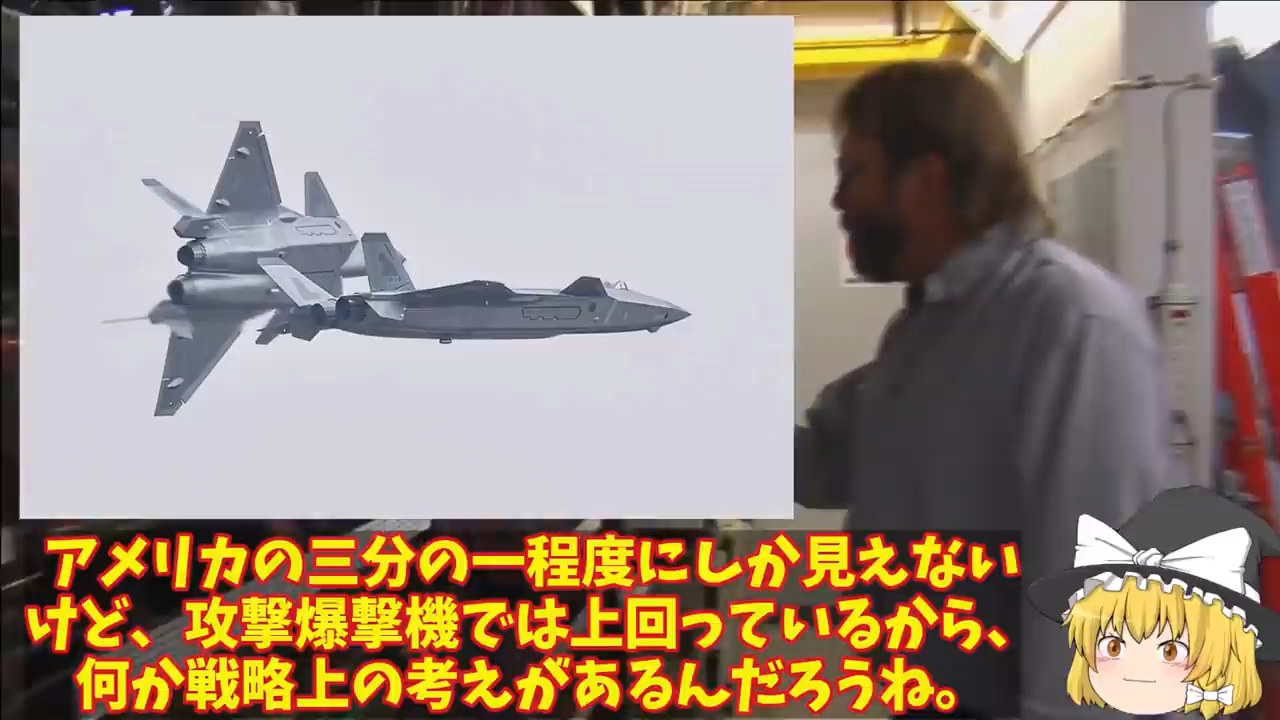 アメリカの三分の一程度にしか見えない
けど、攻撃爆撃機では上回っているから、
何か戦略上の考えがあるんだろうね。